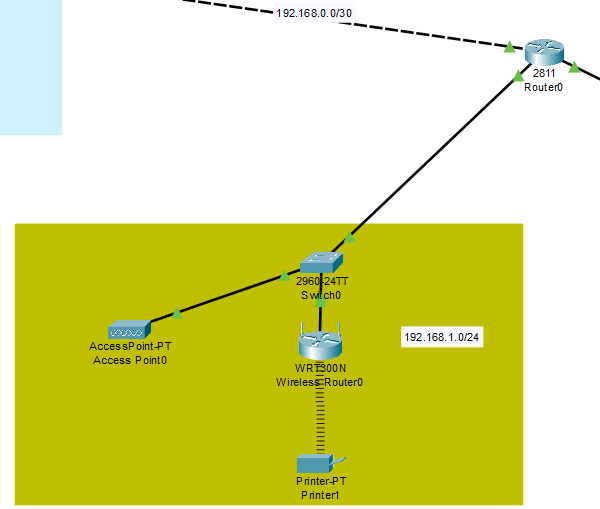 192.168.0.0/30
2811
Router0
2960-24TT
Switch0
AccessPoint-PT
Access Point0
192.168.1.0/24
WRT300N
Wireless Router0
Printer-PT
Printer1